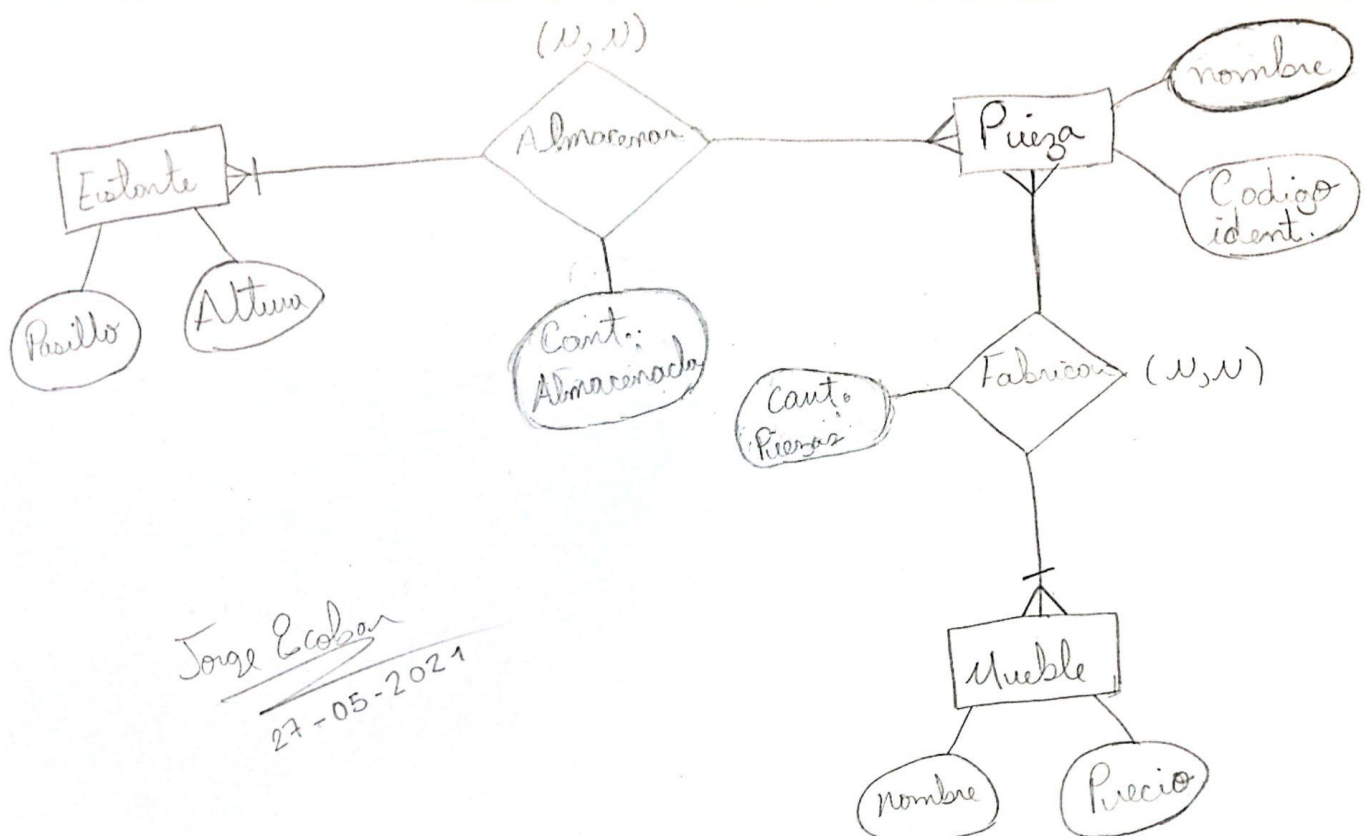 (N, N)
Almacenar
Estante
Pasillo
Altura
Cant.:
Almacenada
Pieza
nombre
Codigo
ident.
Fabricar
(N, N)
Cant.
Piezas
Mueble
nombre
Precio
Jorge Escobar
27-05-2021